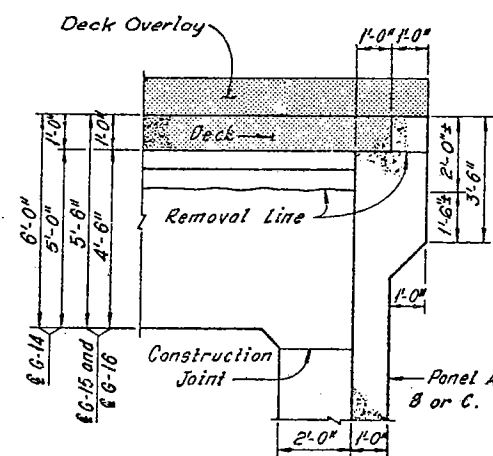 Deck Overlay
1'-0" 1'-0"
Deck
Removal Line
6'-0"
1'-0"
5'-0"
5'-6"
1'-0"
4'-6"
2'-0"±
1'-6"±
3'-6"
1'-0"
℄ G-14
℄ G-15 and
℄ G-16
Construction
Joint
Panel A
B or C.
2'-0" 1'-0"